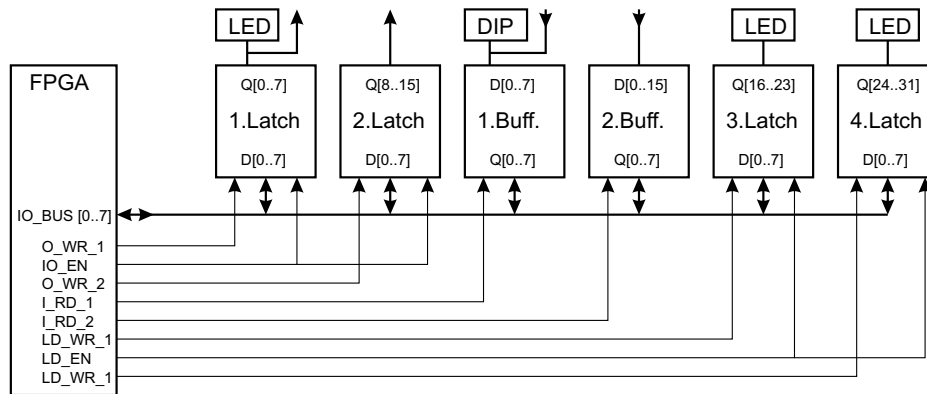 LED DIP LED LED
FPGA Q[0..7] Q[8..15] D[0..7] D[0..15] Q[16..23] Q[24..31]
1.Latch 2.Latch 1.Buff. 2.Buff. 3.Latch 4.Latch
D[0..7] D[0..7] Q[0..7] Q[0..7] D[0..7] D[0..7]
IO_BUS [0..7]
O_WR_1
IO_EN
O_WR_2
I_RD_1
I_RD_2
LD_WR_1
LD_EN
LD_WR_1